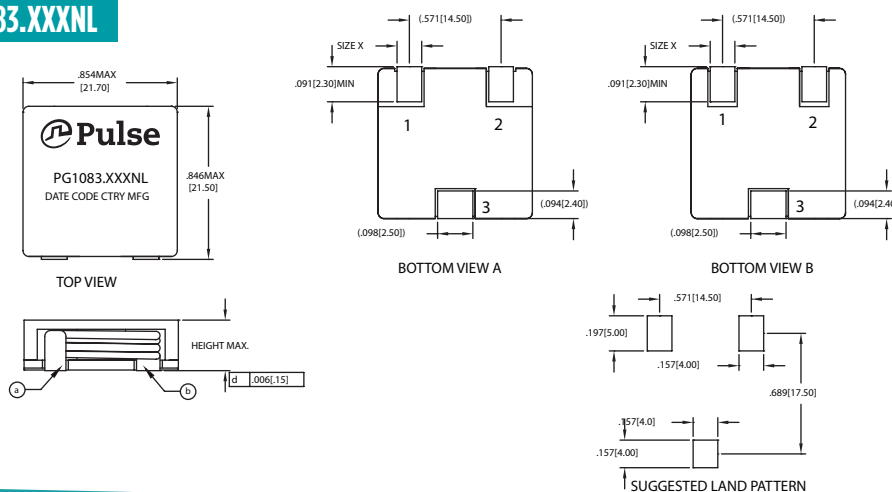 83.XXXNL
.854MAX
[21.70]
Pulse
PG1083.XXXNL
DATE CODE CTRY MFG
.846MAX
[21.50]
TOP VIEW
HEIGHT MAX.
a
b
d .006[.15]
(.571[14.50])
SIZE X
.091[2.30]MIN
1
2
3
(.094[2.40])
(.098[2.50])
BOTTOM VIEW A
(.571[14.50])
SIZE X
.091[2.30]MIN
1
2
3
(.094[2.40
(.098[2.50])
BOTTOM VIEW B
.571[14.50]
.197[5.00]
.157[4.00]
.689[17.50]
.157[4.0]
.157[4.00]
SUGGESTED LAND PATTERN